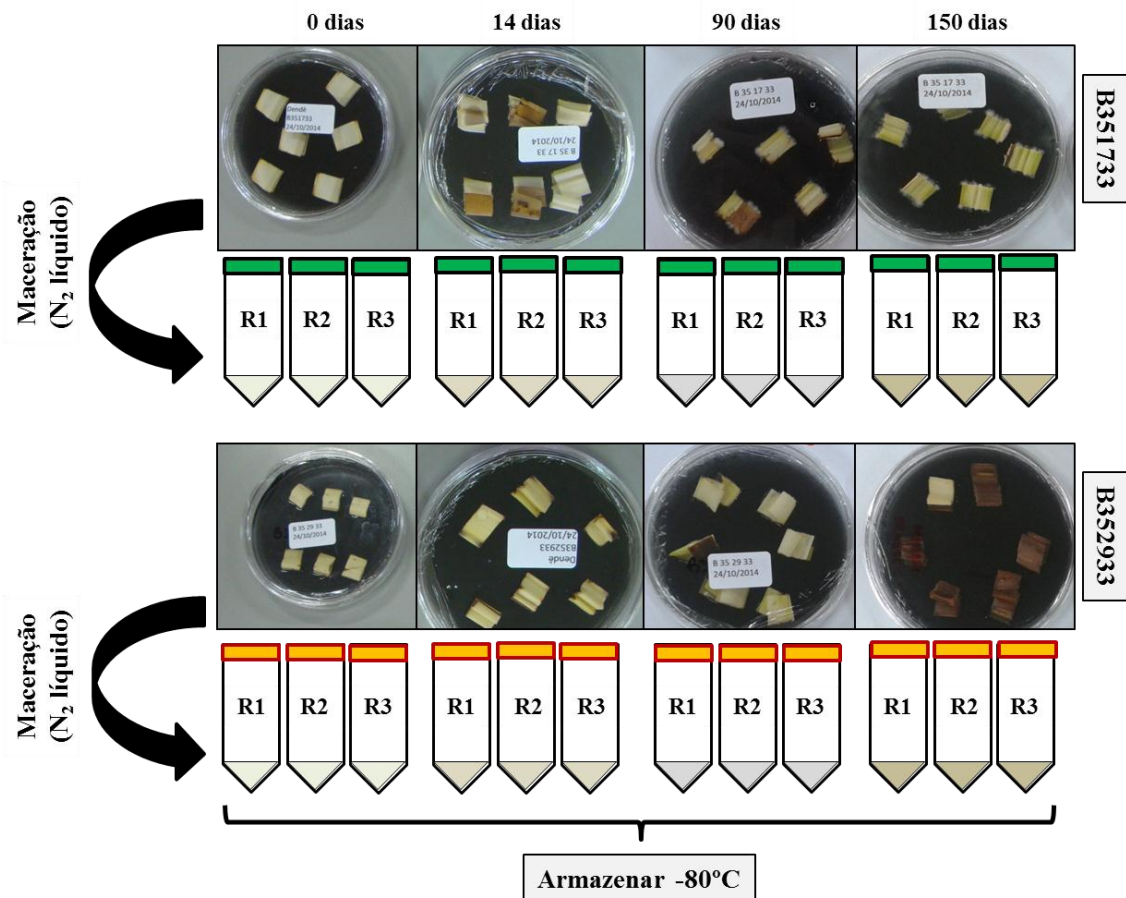 0 dias
14 dias
90 dias
150 dias
Dendê
B351733
24/10/2014
B 35 17 33
24/10/2014
B 35 17 33
24/10/2014
B 35 17 33
24/10/2014
B351733
Maceração
(N₂ líquido)
R1
R2
R3
R1
R2
R3
R1
R2
R3
R1
R2
R3
B 35 29 33
24/10/2014
Dendê
B352933
24/10/2014
B 35 29 33
24/10/2014
B352933
Maceração
(N₂ líquido)
R1
R2
R3
R1
R2
R3
R1
R2
R3
R1
R2
R3
Armazenar -80ºC